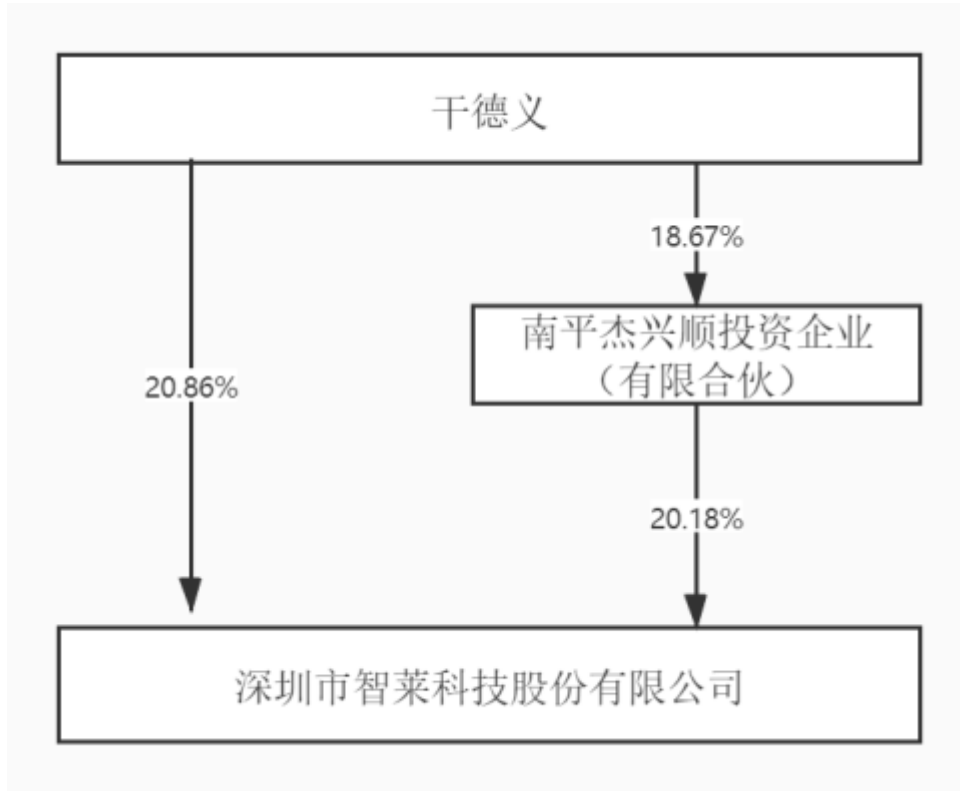 干德义
18.67%
南平杰兴顺投资企业
（有限合伙）
20.86%
20.18%
深圳市智莱科技股份有限公司